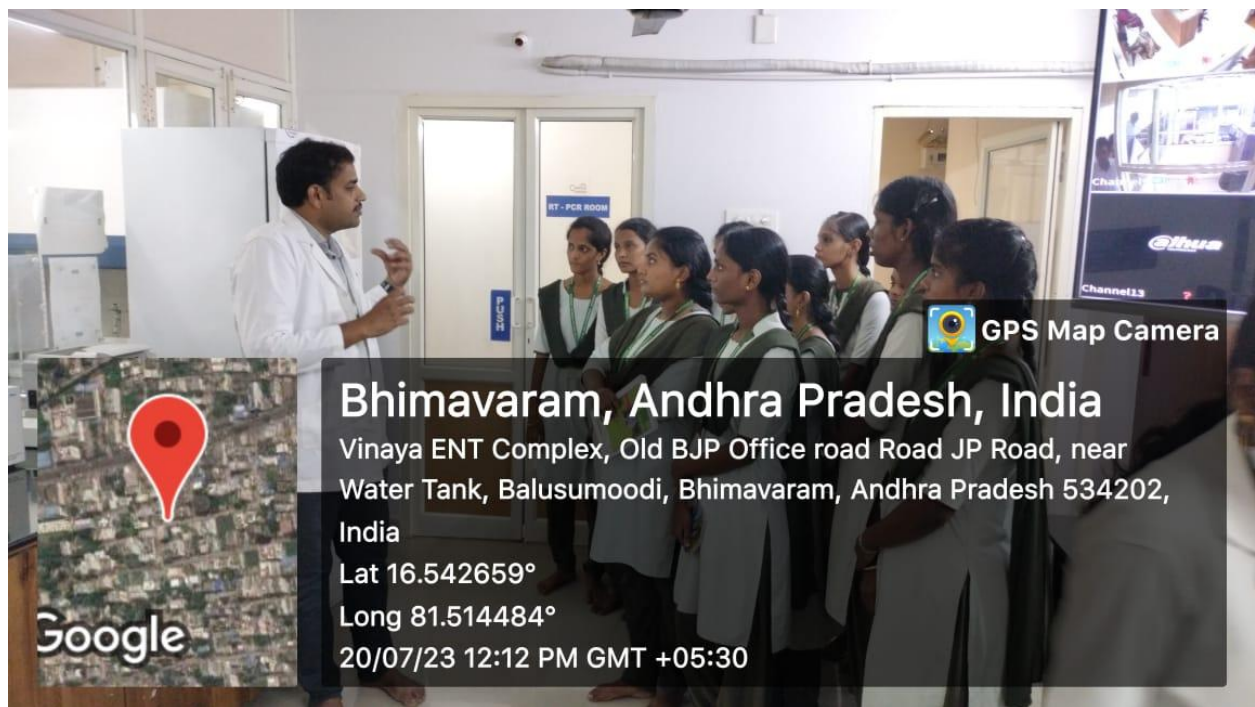 RT - PCR ROOM
PUSH
alhua
Channel13 ?
GPS Map Camera
Bhimavaram, Andhra Pradesh, India
Vinaya ENT Complex, Old BJP Office road Road JP Road, near
Water Tank, Balusumoodi, Bhimavaram, Andhra Pradesh 534202,
India
Lat 16.542659°
Long 81.514484°
20/07/23 12:12 PM GMT +05:30
Google